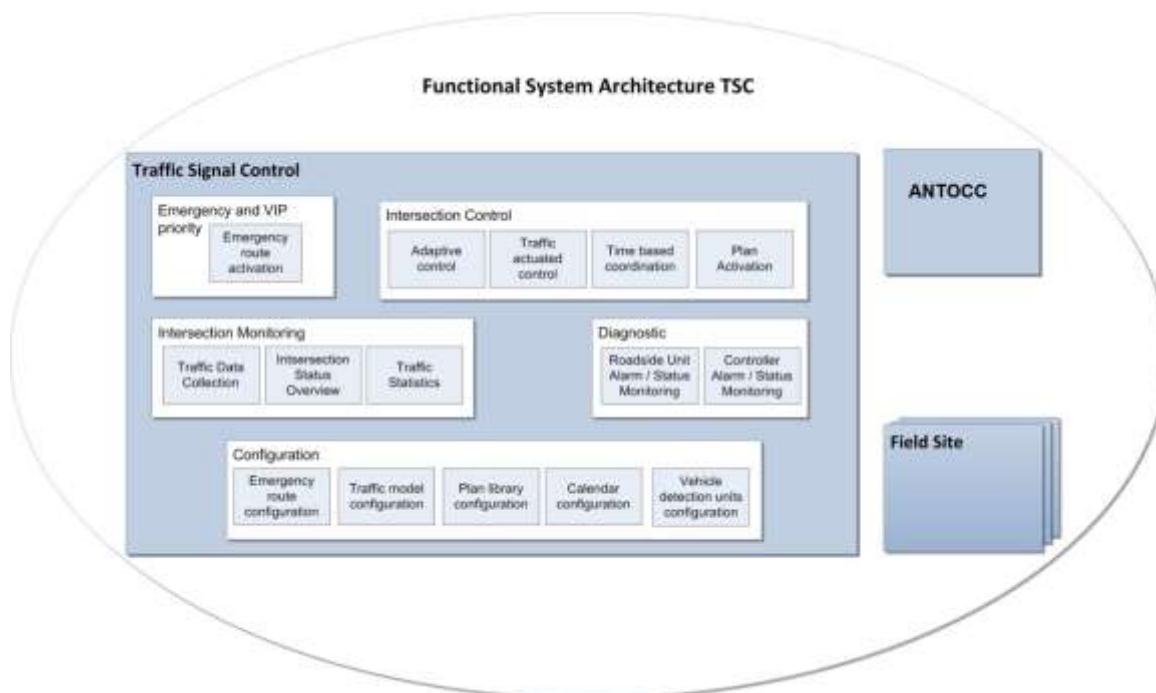 Functional System Architecture TSC
Traffic Signal Control
Emergency and VIP
priority
Emergency
route
activation
Intersection Control
Adaptive
control
Traffic
actuated
control
Time based
coordination
Plan
Activation
ANTOCC
Intersection Monitoring
Traffic Data
Collection
Intsersection
Status
Overview
Traffic
Statistics
Diagnostic
Roadside Unit
Alarm / Status
Monitoring
Controller
Alarm / Status
Monitoring
Configuration
Emergency
route
configuration
Traffic model
configuration
Plan library
configuration
Calendar
configuration
Vehicle
detection units
configuration
Field Site